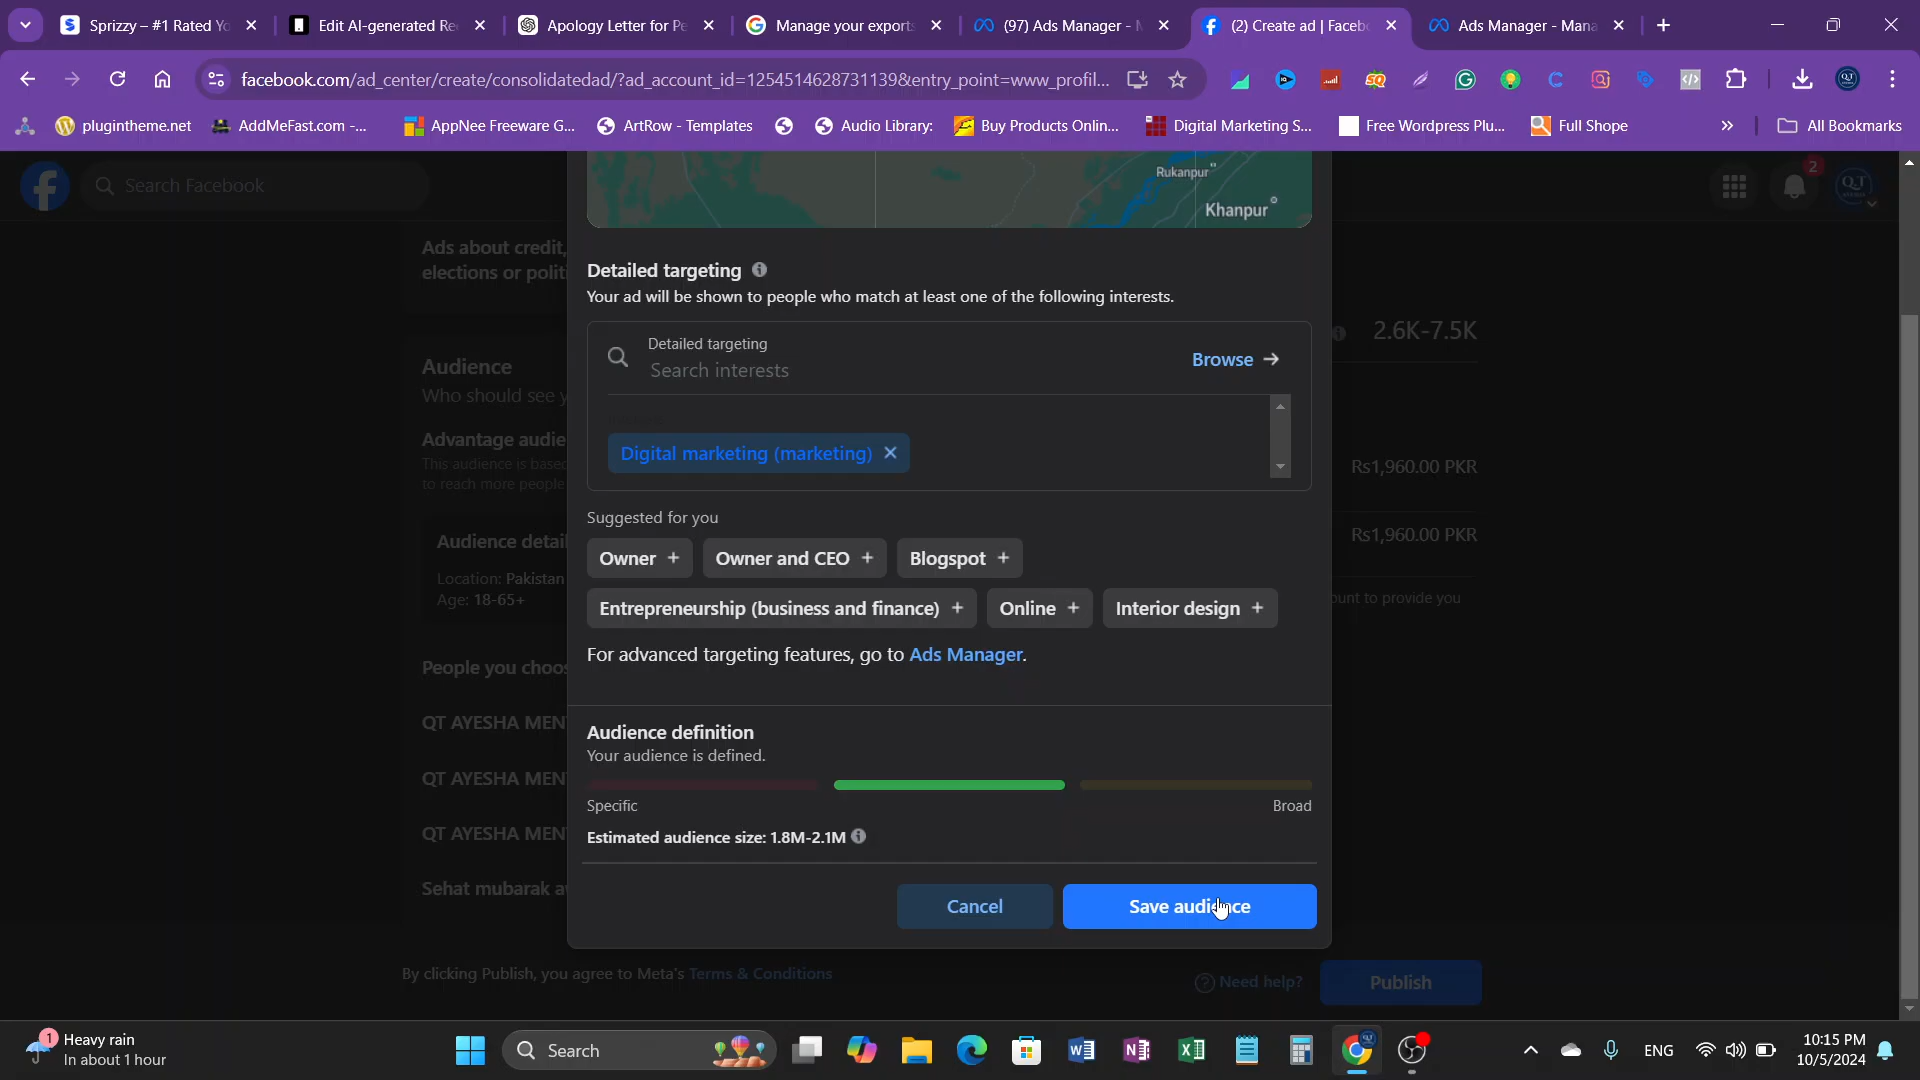 Sprizzy – #1 Rated Yo
Edit AI-generated Re
Apology Letter for Pe
Manage your exports
(97) Ads Manager - M
(2) Create ad | Facebo
Ads Manager - Mana
facebook.com/ad_center/create/consolidatedad/?ad_account_id=1254514628731139&entry_point=www_profil...
plugintheme.net
AddMeFast.com -...
AppNee Freeware G...
ArtRow - Templates
Audio Library:
Buy Products Onlin...
Digital Marketing S...
Free Wordpress Plu...
Full Shope
All Bookmarks
Search Facebook
2
Rukanpur
Khanpur
Ads about credit,
elections or politi
Detailed targeting
Your ad will be shown to people who match at least one of the following interests.
2.6K-7.5K
Detailed targeting
Search interests
Browse
Audience
Who should see y
Advantage audie
This audience is based
to reach more people
Digital marketing (marketing)
Rs1,960.00 PKR
Suggested for you
Rs1,960.00 PKR
Audience detail
Location: Pakistan
Age: 18-65+
Owner +
Owner and CEO +
Blogspot +
Entrepreneurship (business and finance) +
Online +
Interior design +
unt to provide you
For advanced targeting features, go to Ads Manager.
People you choos
QT AYESHA MEN
QT AYESHA MEN
QT AYESHA MEN
Sehat mubarak a
Audience definition
Your audience is defined.
Specific
Broad
Estimated audience size: 1.8M-2.1M
Cancel
Save audience
By clicking Publish, you agree to Meta's Terms & Conditions
Need help?
Publish
1
Heavy rain
In about 1 hour
Search
ENG
10:15 PM
10/5/2024